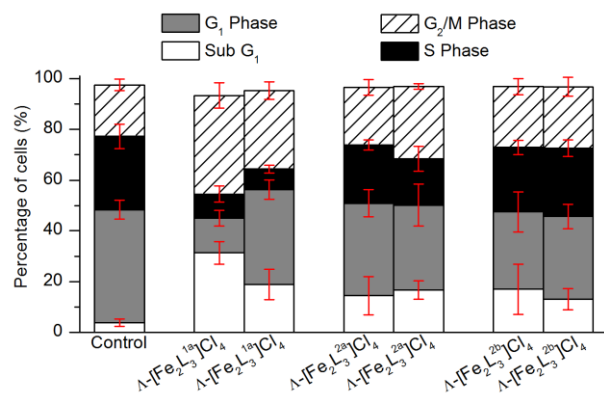 G₁ Phase
G₂/M Phase
Sub G₁
S Phase
Percentage of cells (%)
100
80
60
40
20
0
Control
Λ-[Fe₂L₃¹ᵃ]Cl₄
Λ-[Fe₂L₃¹ᵃ]Cl₄
Λ-[Fe₂L₃²ᵃ]Cl₄
Λ-[Fe₂L₃²ᵃ]Cl₄
Λ-[Fe₂L₃²ᵇ]Cl₄
Λ-[Fe₂L₃²ᵇ]Cl₄